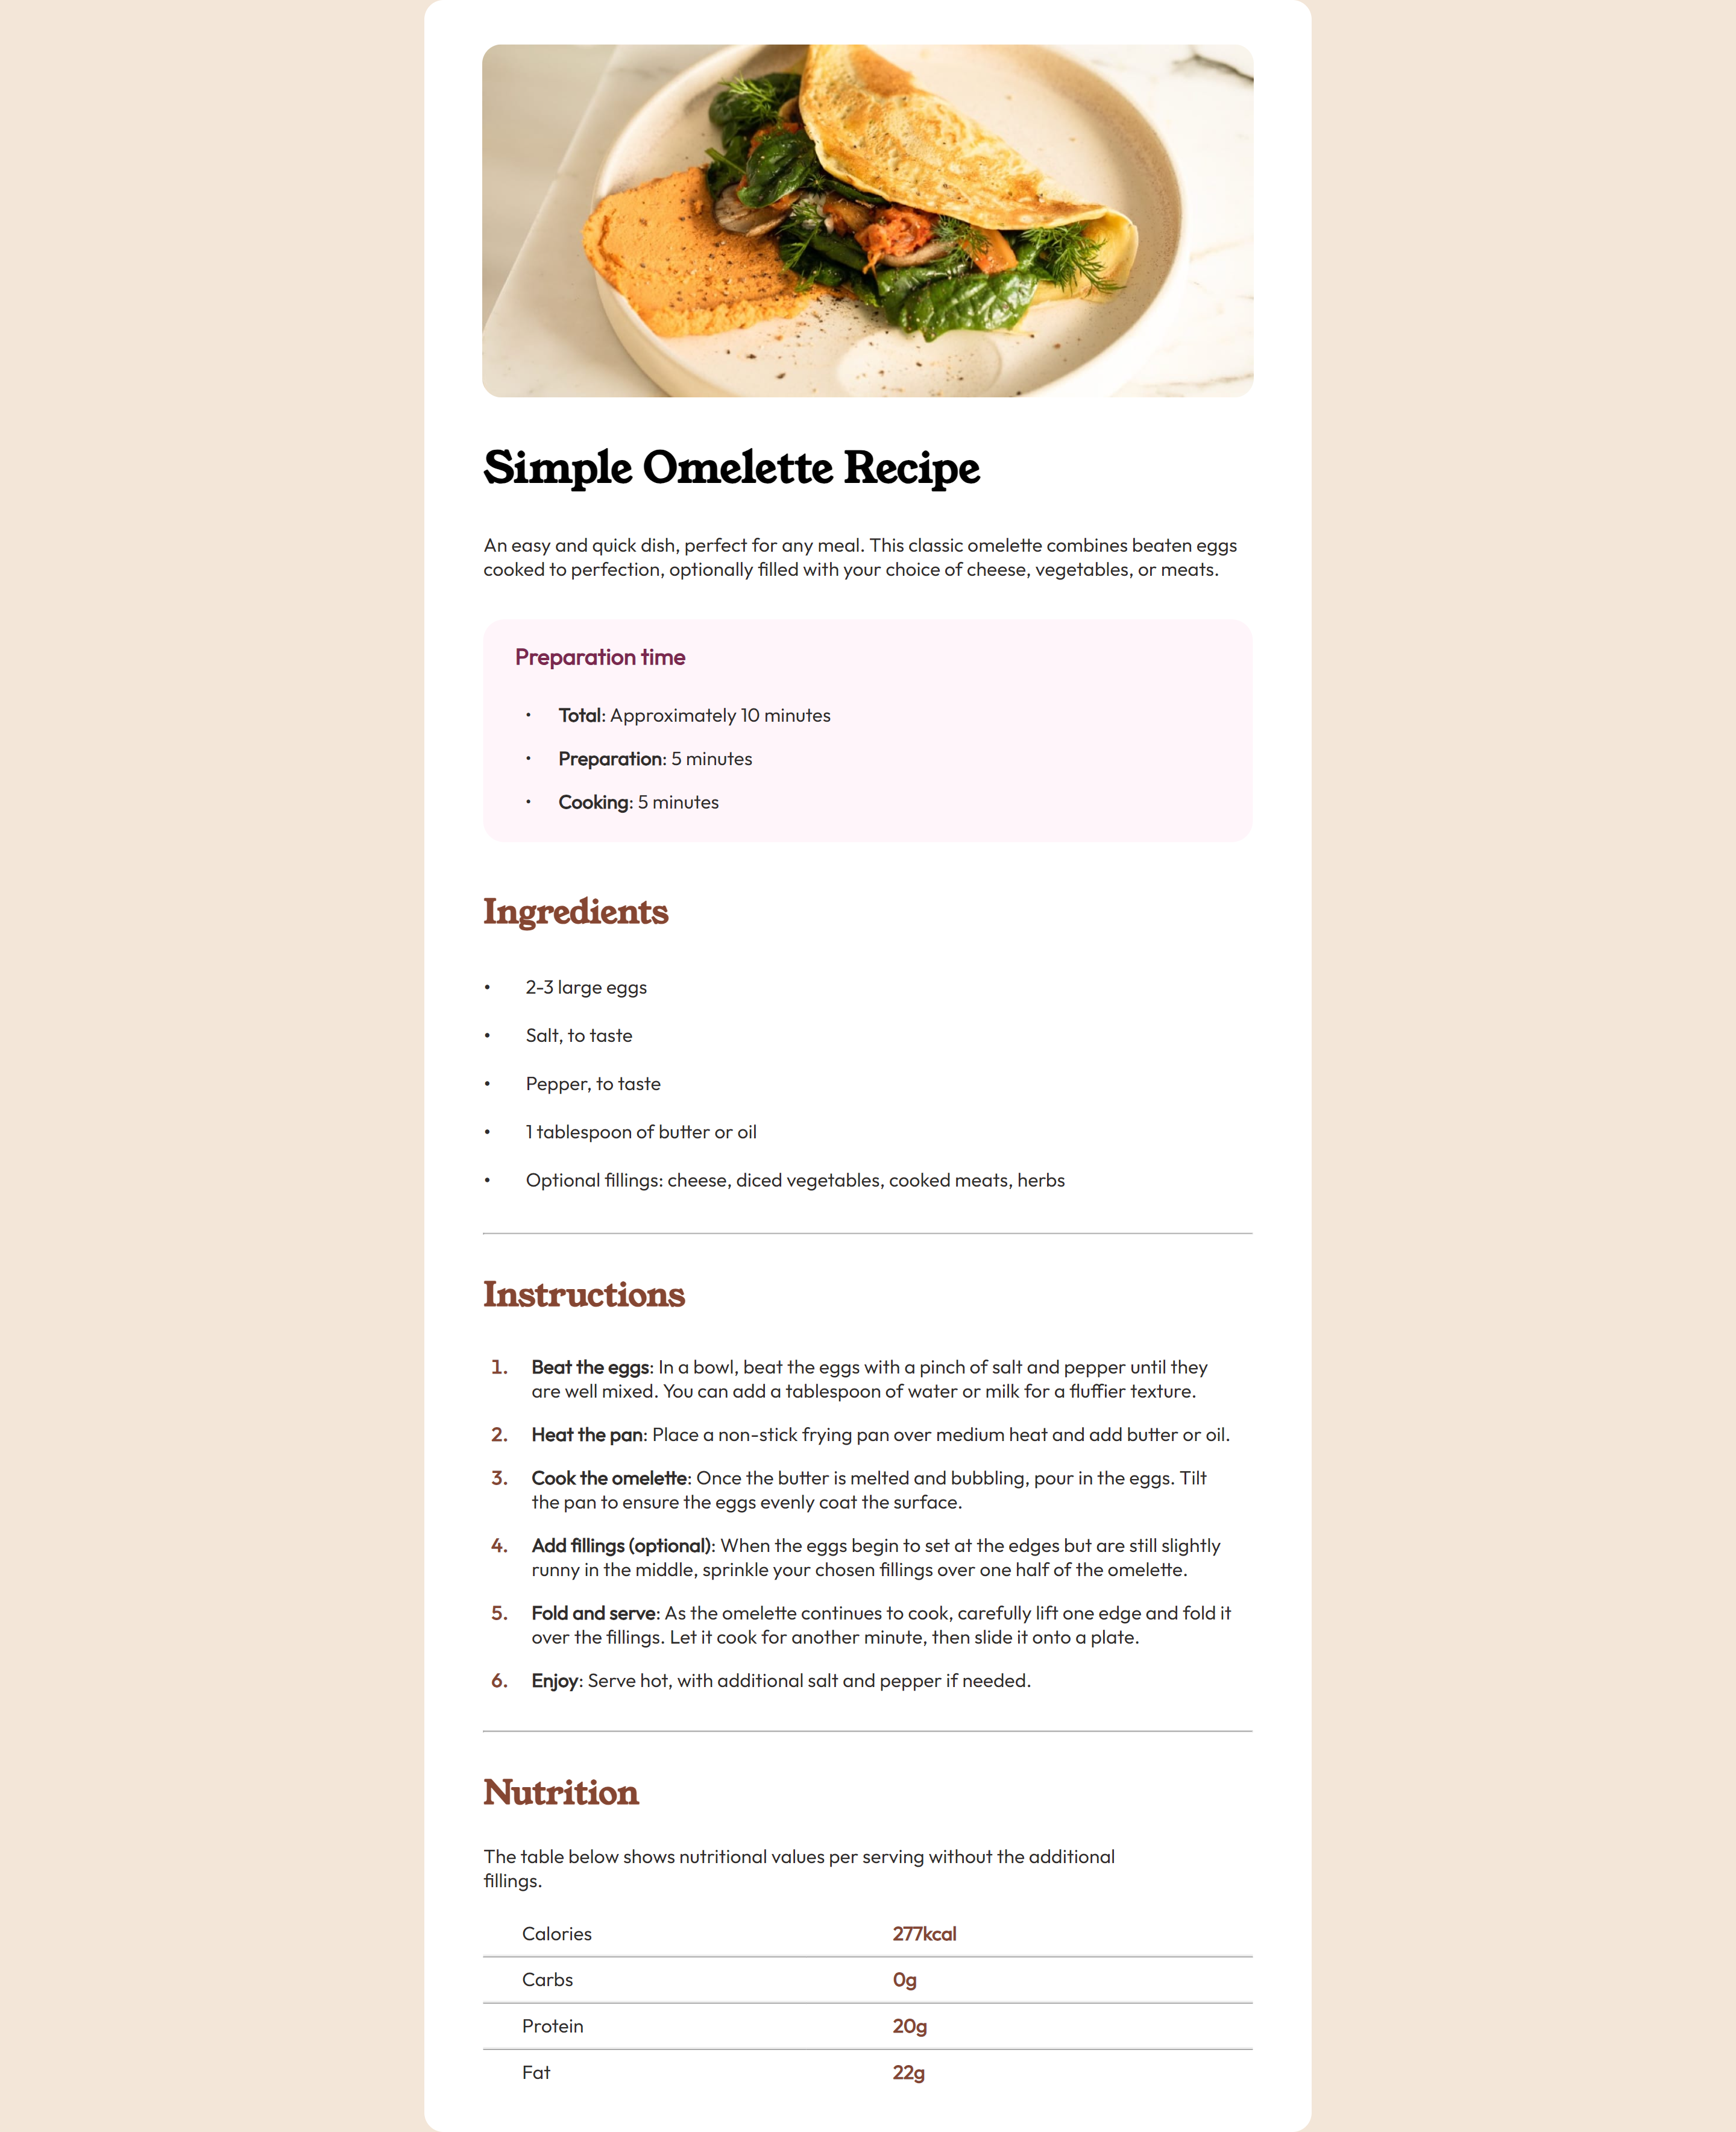 Simple Omelette Recipe
An easy and quick dish, perfect for any meal. This classic omelette combines beaten eggs
cooked to perfection, optionally filled with your choice of cheese, vegetables, or meats.
Preparation time
• Total: Approximately 10 minutes
• Preparation: 5 minutes
• Cooking: 5 minutes
Ingredients
• 2-3 large eggs
• Salt, to taste
• Pepper, to taste
• 1 tablespoon of butter or oil
• Optional fillings: cheese, diced vegetables, cooked meats, herbs
Instructions
1. Beat the eggs: In a bowl, beat the eggs with a pinch of salt and pepper until they
are well mixed. You can add a tablespoon of water or milk for a fluffier texture.
2. Heat the pan: Place a non-stick frying pan over medium heat and add butter or oil.
3. Cook the omelette: Once the butter is melted and bubbling, pour in the eggs. Tilt
the pan to ensure the eggs evenly coat the surface.
4. Add fillings (optional): When the eggs begin to set at the edges but are still slightly
runny in the middle, sprinkle your chosen fillings over one half of the omelette.
5. Fold and serve: As the omelette continues to cook, carefully lift one edge and fold it
over the fillings. Let it cook for another minute, then slide it onto a plate.
6. Enjoy: Serve hot, with additional salt and pepper if needed.
Nutrition
The table below shows nutritional values per serving without the additional
fillings.
Calories 277kcal
Carbs 0g
Protein 20g
Fat 22g